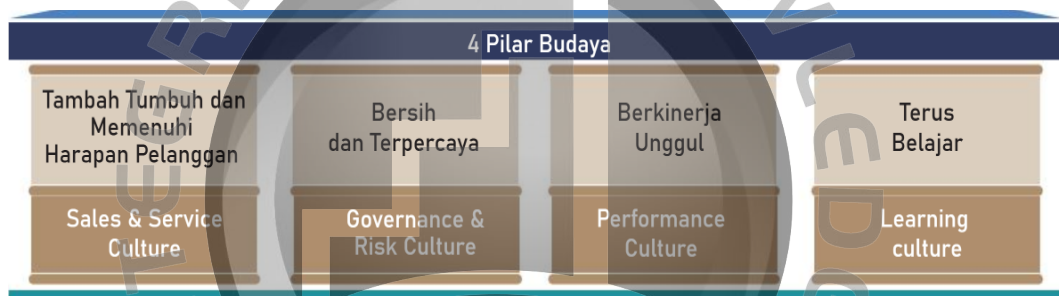 4 Pilar Budaya
Tambah Tumbuh dan
Memenuhi
Harapan Pelanggan
Sales & Service
Culture
Bersih
dan Terpercaya
Governance &
Risk Culture
Berkinerja
Unggul
Performance
Culture
Terus
Belajar
Learning
culture